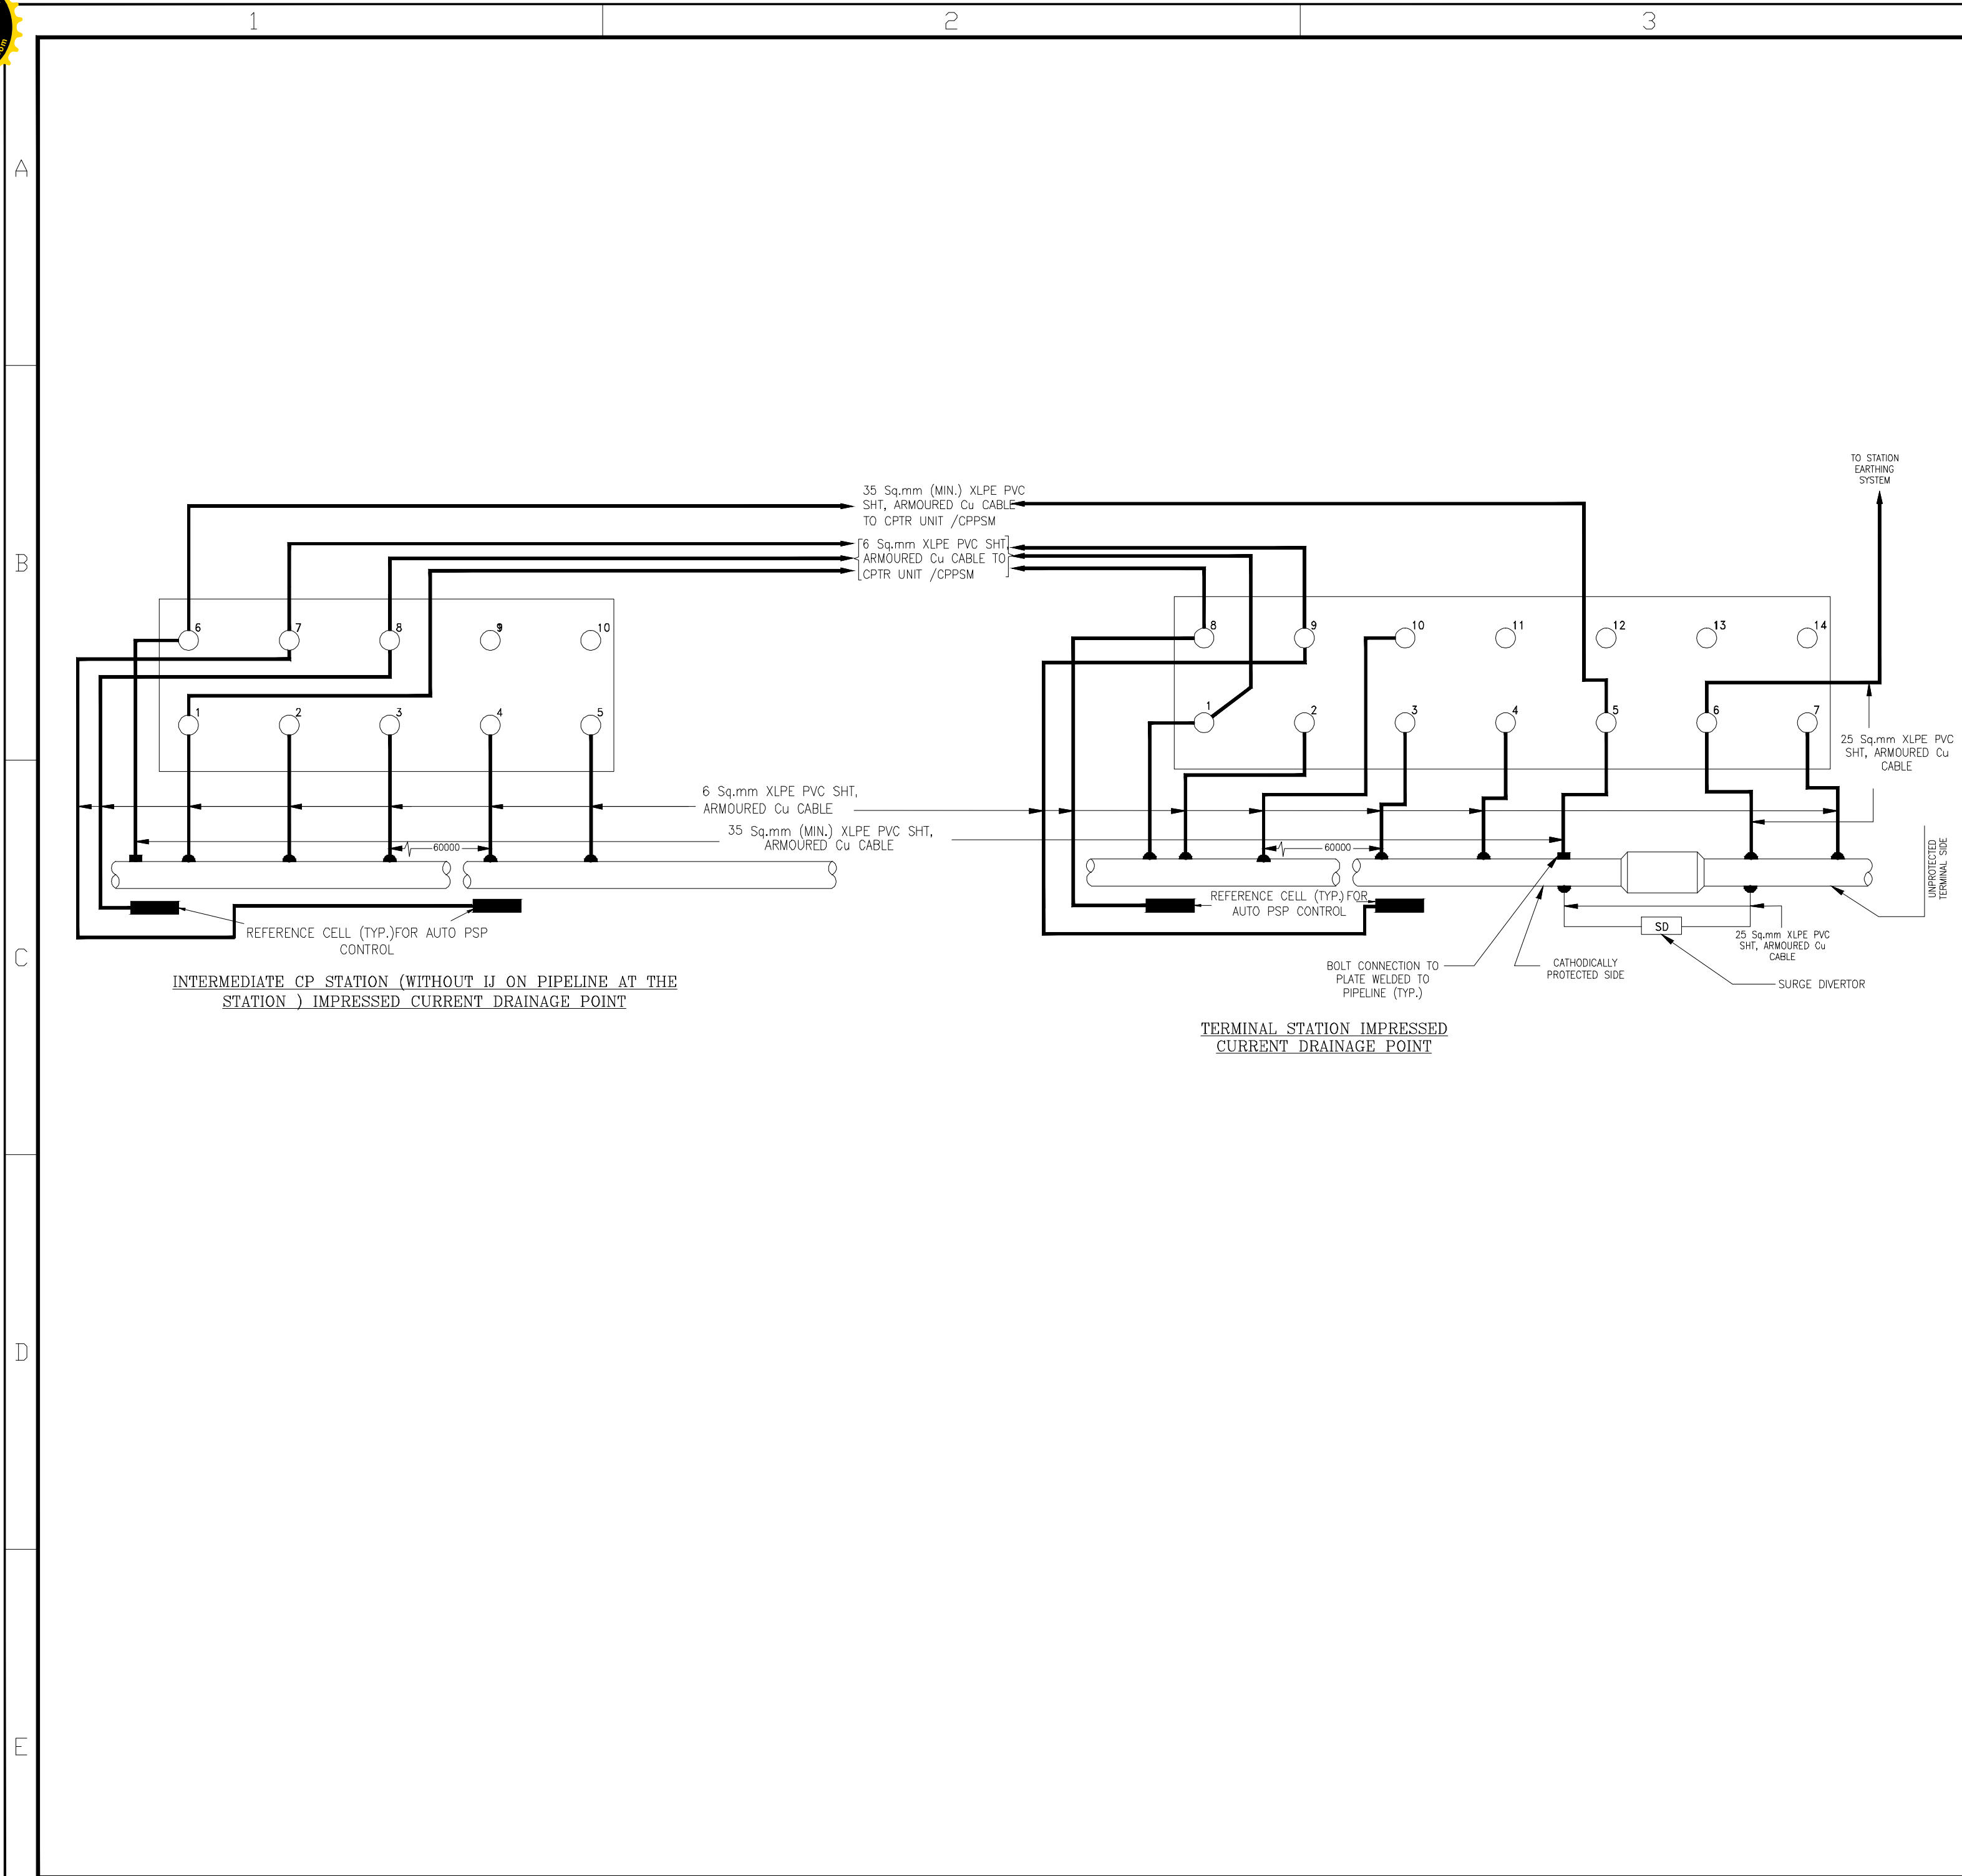 1
2
3
A
B
C
D
E
35 Sq.mm (MIN.) XLPE PVC
SHT, ARMOURED Cu CABLE
TO CPTR UNIT /CPPSM
6 Sq.mm XLPE PVC SHT,
ARMOURED Cu CABLE TO
CPTR UNIT /CPPSM
TO STATION
EARTHING
SYSTEM
6
7
8
9
10
1
2
3
4
5
8
9
10
11
12
13
14
1
2
3
4
5
6
7
25 Sq.mm XLPE PVC
SHT, ARMOURED Cu
CABLE
6 Sq.mm XLPE PVC SHT,
ARMOURED Cu CABLE
35 Sq.mm (MIN.) XLPE PVC SHT,
ARMOURED Cu CABLE
60000
60000
UNPROTECTED
TERMINAL SIDE
REFERENCE CELL (TYP.)FOR AUTO PSP
CONTROL
REFERENCE CELL (TYP.)FOR
AUTO PSP CONTROL
SD
25 Sq.mm XLPE PVC
SHT, ARMOURED Cu
CABLE
BOLT CONNECTION TO
PLATE WELDED TO
PIPELINE (TYP.)
CATHODICALLY
PROTECTED SIDE
SURGE DIVERTOR
INTERMEDIATE CP STATION (WITHOUT IJ ON PIPELINE AT THE
STATION ) IMPRESSED CURRENT DRAINAGE POINT
TERMINAL STATION IMPRESSED
CURRENT DRAINAGE POINT